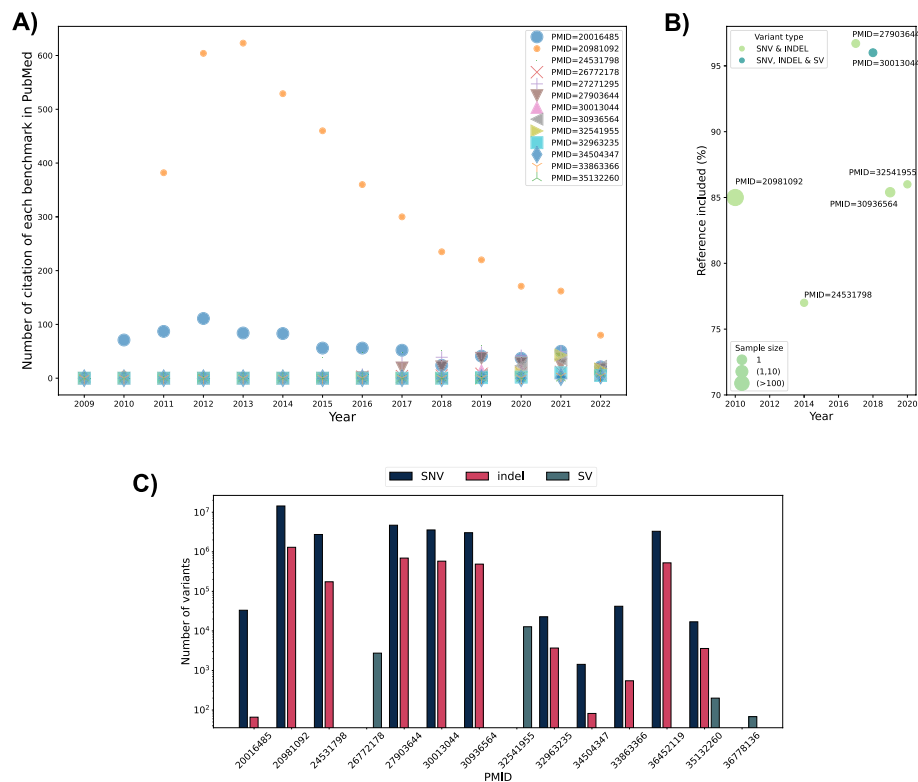 A)
Number of citation of each benchmark in PubMed
600
500
400
300
200
100
0
2009 2010 2011 2012 2013 2014 2015 2016 2017 2018 2019 2020 2021 2022
Year
PMID=20016485
PMID=20981092
PMID=24531798
PMID=26772178
PMID=27271295
PMID=27903644
PMID=30013044
PMID=30936564
PMID=32541955
PMID=32963235
PMID=34504347
PMID=33863366
PMID=35132260
B)
Reference included (%)
Variant type
SNV & INDEL
SNV, INDEL & SV
PMID=27903644
PMID=30013044
PMID=32541955
PMID=20981092
PMID=30936564
PMID=24531798
95
90
85
80
75
70
Sample size
1
(1,10)
(>100)
2010 2012 2014 2016 2018 2020
Year
C)
SNV indel SV
Number of variants
10⁷
10⁶
10⁵
10⁴
10³
10²
20016485 20981092 24531798 26772178 27903644 30013044 30936564 32541955 32963235 34504347 33863366 36452119 35132260 36778136
PMID